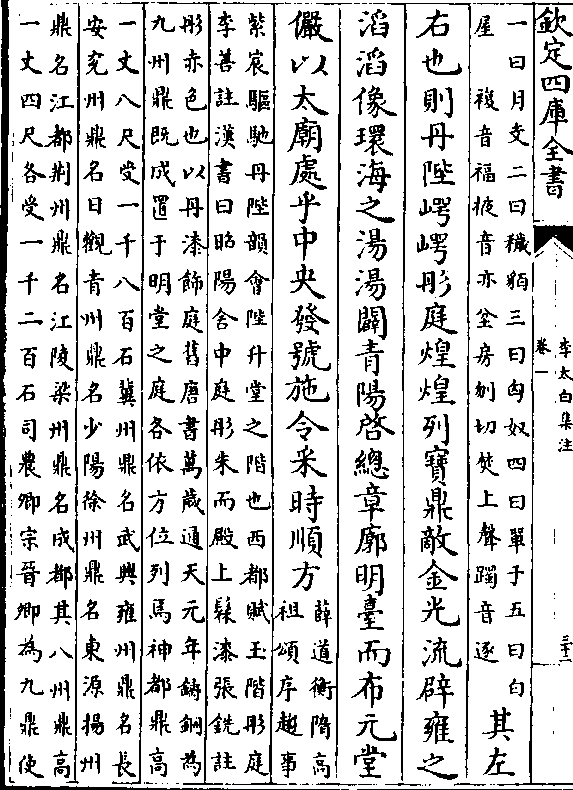 欽定四庫全書
李太白集注
卷一
一曰月支二曰穢貊三曰匈奴四曰單于五曰白
屋 複音福掖音亦坌房刎切焚上聲躅音逐
其左
右也則丹陛崿崿彤庭煌煌列寶鼎敞金光流辟雍之
滔滔像環海之湯湯闢青陽啓總章廓明臺而布元堂
儼以太廟處乎中央發號施令采時順方
薛道衡隋高
祖頌序趨事
紫宸驅馳丹陛韻會陛升堂之階也西都賦玉階彤庭
李善註漢書曰昭陽舍中庭彤朱而殿上髹漆張銑註
彤亦色也以丹漆飾庭舊唐書萬歲通天元年鑄銅為
九州鼎既成置于明堂之庭各依方位列焉神都鼎高
一丈八尺受一千八百石冀州鼎名武興雍州鼎名長
安兖州鼎名日觀青州鼎名少陽徐州鼎名東源揚州
鼎名江都荆州鼎名江陵梁州鼎名成都其八州鼎高
一丈四尺各受一千二百石司農卿宗晉卿為九鼎使